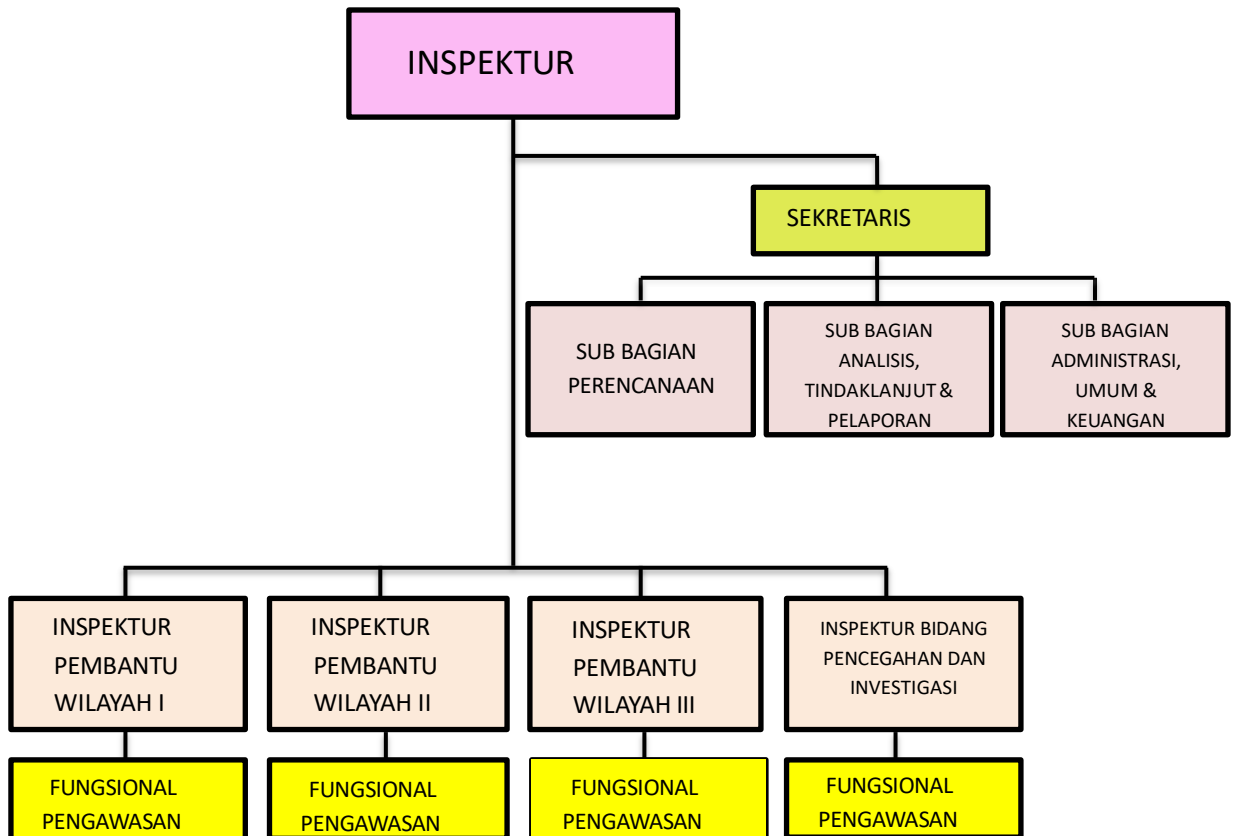 INSPEKTUR
SEKRETARIS
SUB BAGIAN
PERENCANAAN
SUB BAGIAN
ANALISIS,
TINDAKLANJUT &
PELAPORAN
SUB BAGIAN
ADMINISTRASI,
UMUM &
KEUANGAN
INSPEKTUR
PEMBANTU
WILAYAH I
INSPEKTUR
PEMBANTU
WILAYAH II
INSPEKTUR
PEMBANTU
WILAYAH III
INSPEKTUR BIDANG
PENCEGAHAN DAN
INVESTIGASI
FUNGSIONAL
PENGAWASAN
FUNGSIONAL
PENGAWASAN
FUNGSIONAL
PENGAWASAN
FUNGSIONAL
PENGAWASAN